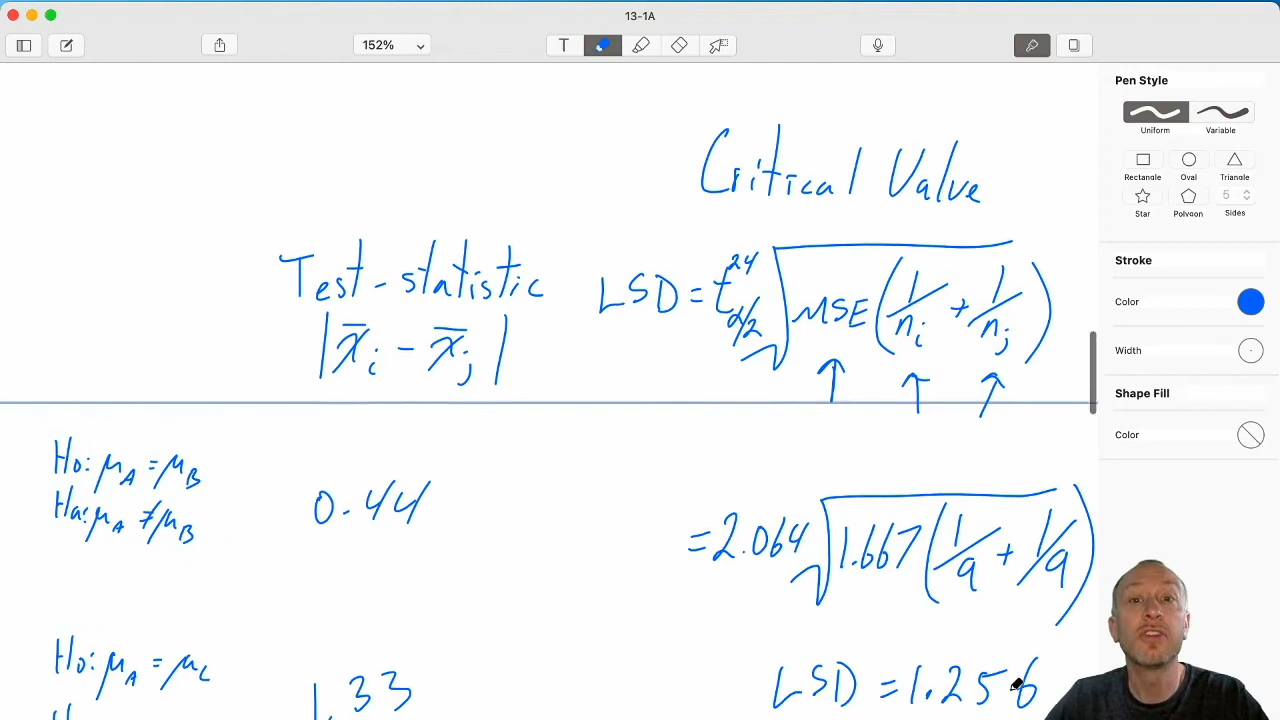 13-1A
152%
T
Pen Style
Uniform Variable
Rectangle Oval Triangle
5
Star Polygon Sides
Stroke
Color
Width
Shape Fill
Color
Critical Value
Test-statistic
|x̄i - x̄j|
LSD = t²⁴α/2 √MSE(1/ni + 1/nj)
Ho: μA = μB
Ha: μA ≠ μB
0.44
= 2.064 √1.667(1/9 + 1/9)
Ho: μA = μC
1.33
LSD = 1.256